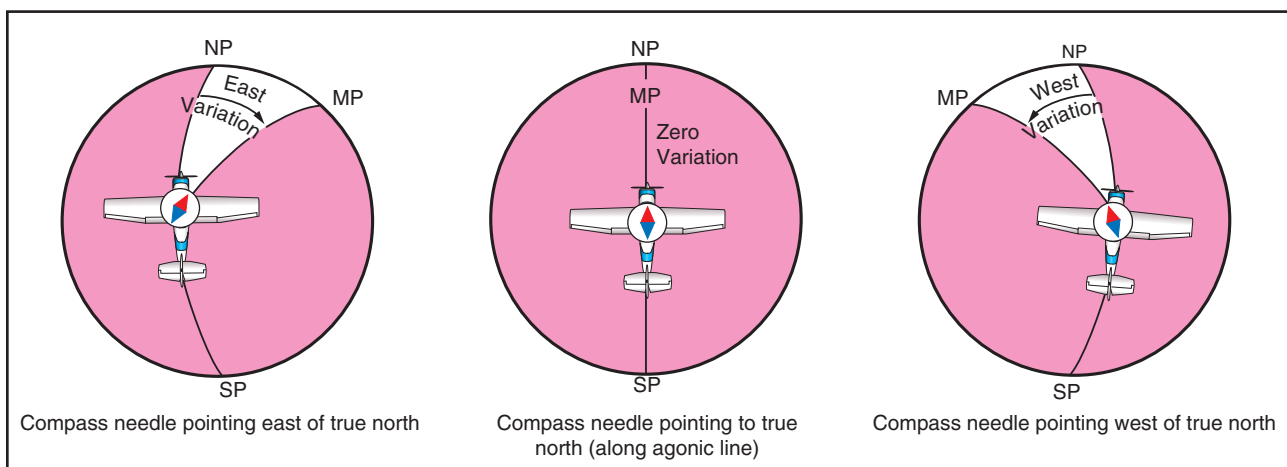 NP
East
Variation
MP
SP
Compass needle pointing east of true north
NP
MP
Zero
Variation
SP
Compass needle pointing to true
north (along agonic line)
NP
MP
West
Variation
SP
Compass needle pointing west of true north